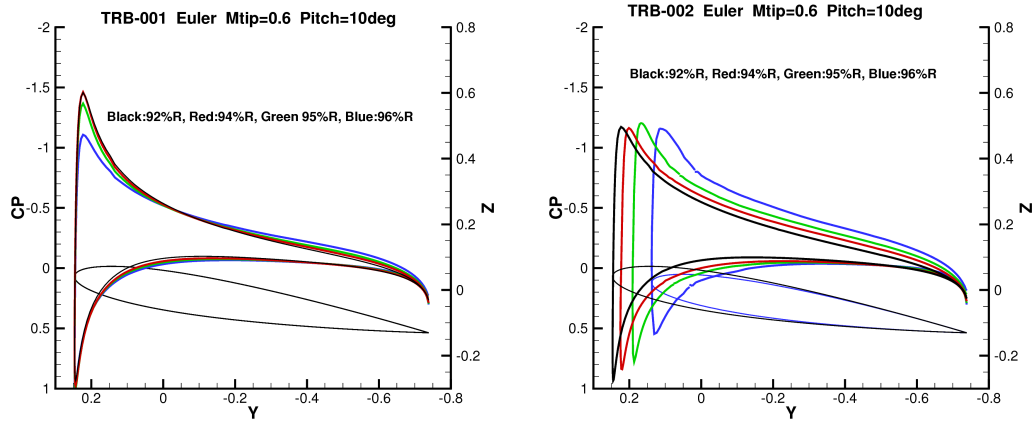 TRB-001 Euler Mtip=0.6 Pitch=10deg
-2
-1.5
-1
-0.5
0
0.5
1
CP
Black:92%R, Red:94%R, Green 95%R, Blue:96%R
0.8
0.6
0.4
0.2
0
-0.2
Z
0.2 0 -0.2 -0.4 -0.6 -0.8
Y
TRB-002 Euler Mtip=0.6 Pitch=10deg
-2
-1.5
-1
-0.5
0
0.5
1
CP
Black:92%R, Red:94%R, Green:95%R, Blue:96%R
0.8
0.6
0.4
0.2
0
-0.2
Z
0.2 0 -0.2 -0.4 -0.6 -0.8
Y